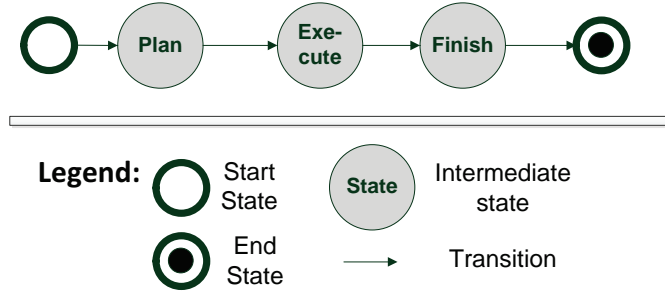 Plan
Exe-
cute
Finish
Legend:
Start
State
State
Intermediate
state
End
State
Transition